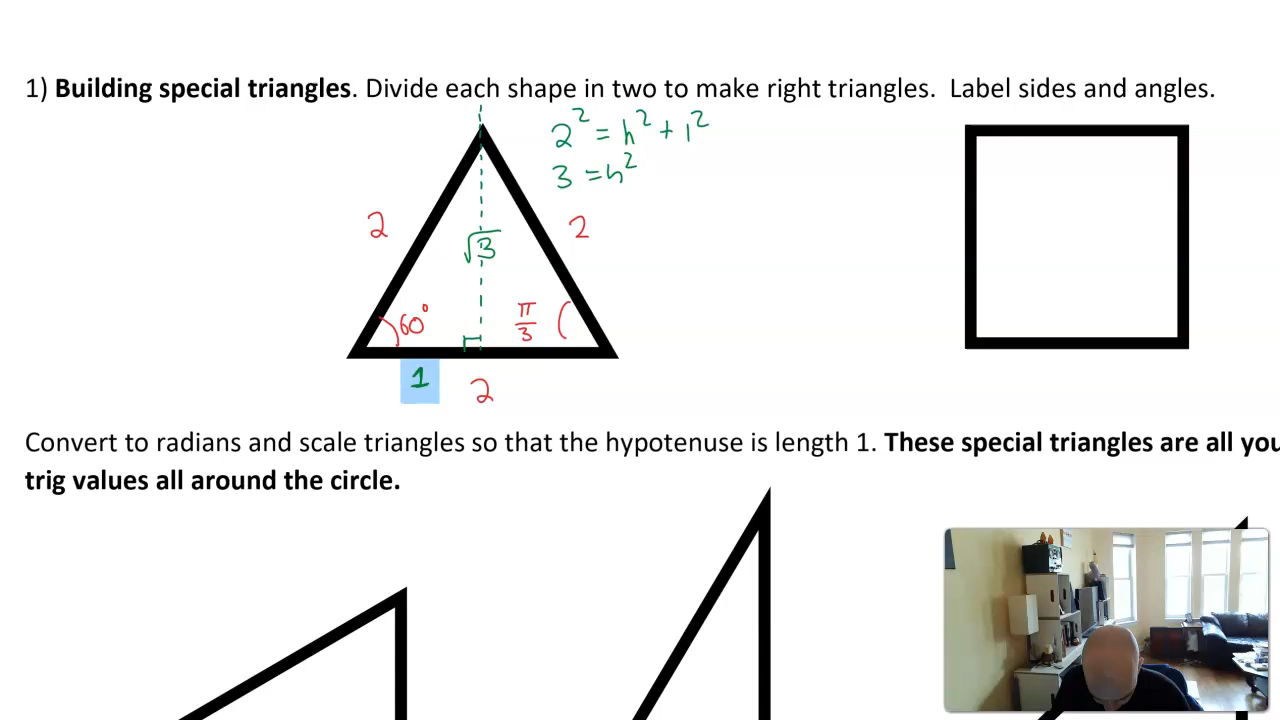 1) Building special triangles. Divide each shape in two to make right triangles. Label sides and angles.
2² = h² + 1²
3 = h²
2
2
√3
60°
π/3
1
2
Convert to radians and scale triangles so that the hypotenuse is length 1. These special triangles are all you
trig values all around the circle.